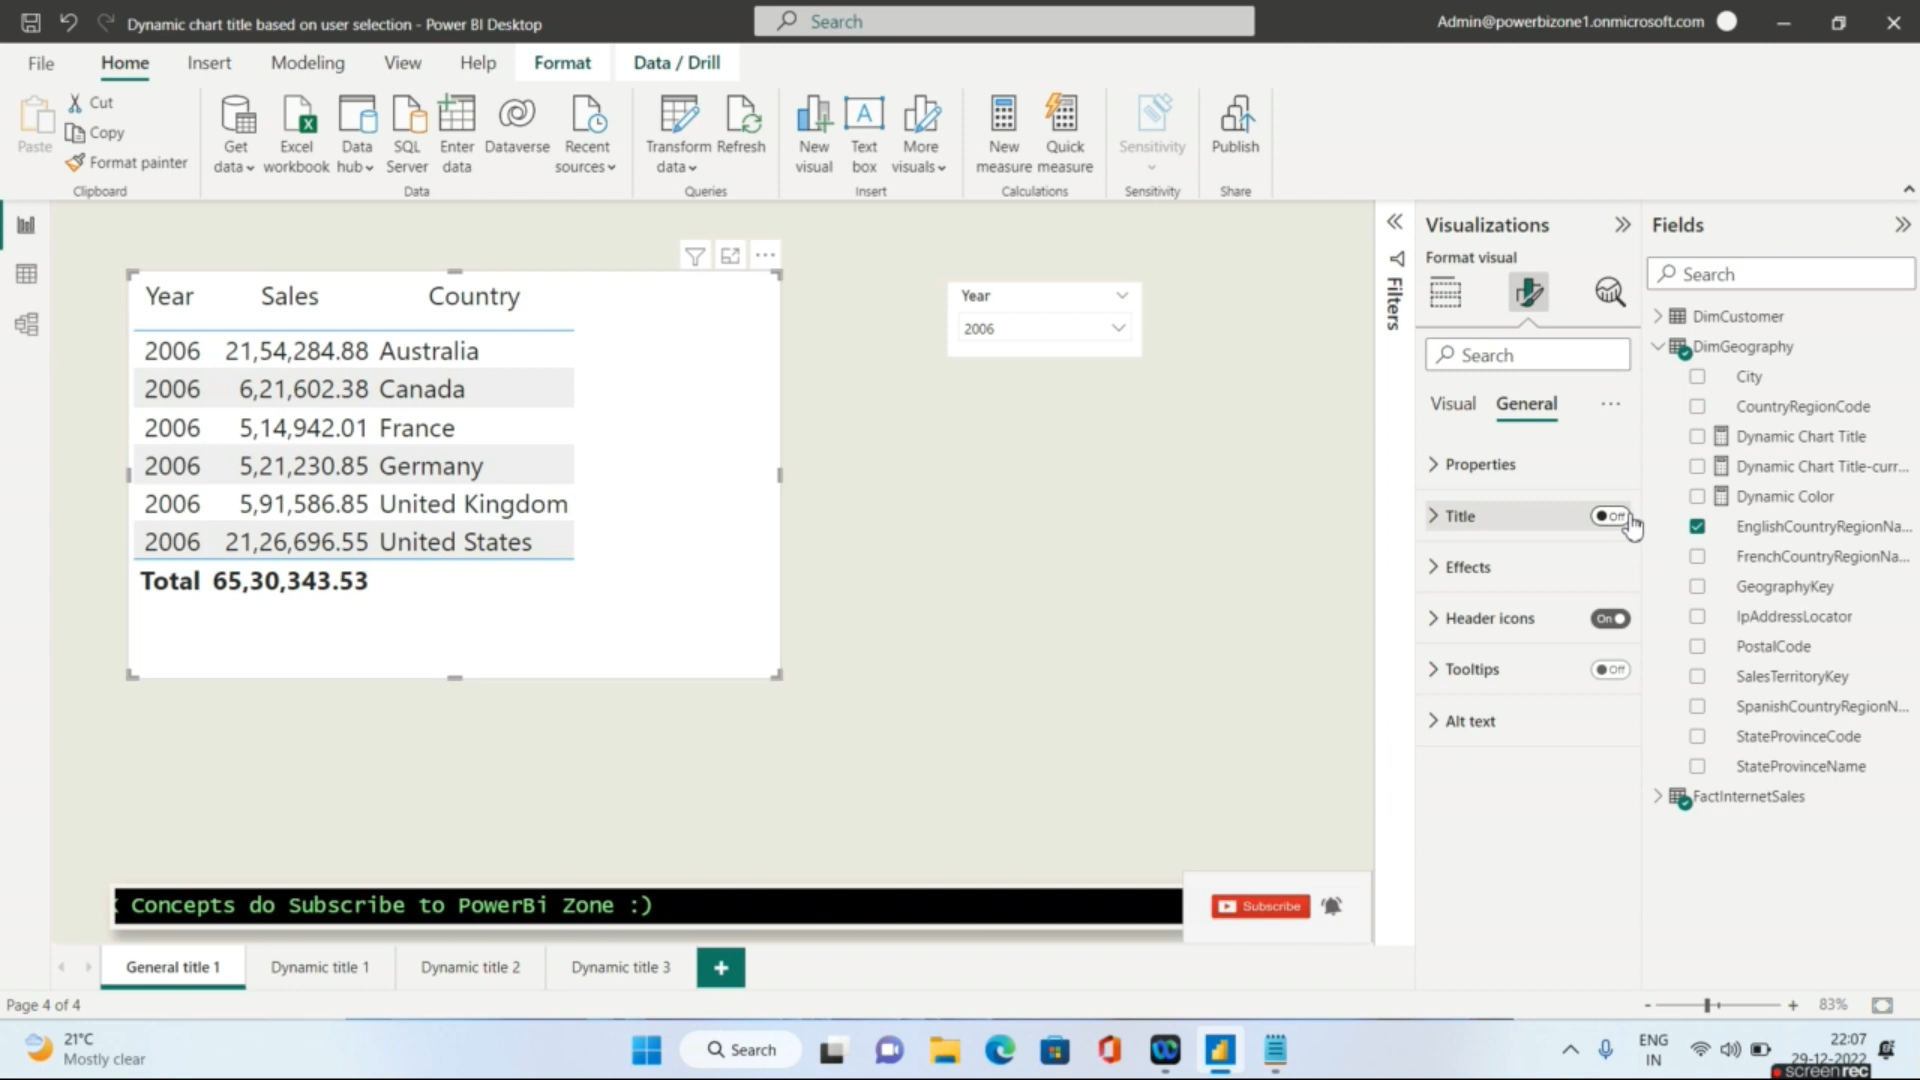 Dynamic chart title based on user selection - Power BI Desktop
Search
Admin@powerbizone1.onmicrosoft.com
File
Home
Insert
Modeling
View
Help
Format
Data / Drill
Paste
Cut
Copy
Format painter
Clipboard
Get data
Excel workbook
Data hub
SQL Server
Enter data
Dataverse
Recent sources
Data
Transform data
Refresh
Queries
New visual
Text box
More visuals
Insert
New measure
Quick measure
Calculations
Sensitivity
Sensitivity
Publish
Share
Year Sales Country
2006 21,54,284.88 Australia
2006 6,21,602.38 Canada
2006 5,14,942.01 France
2006 5,21,230.85 Germany
2006 5,91,586.85 United Kingdom
2006 21,26,696.55 United States
Total 65,30,343.53
Year
2006
Filters
Visualizations
Format visual
Search
Visual
General
Properties
Title
Off
Effects
Header icons
On
Tooltips
Off
Alt text
Fields
Search
DimCustomer
DimGeography
City
CountryRegionCode
Dynamic Chart Title
Dynamic Chart Title-curr...
Dynamic Color
EnglishCountryRegionNa...
FrenchCountryRegionNa...
GeographyKey
IpAddressLocator
PostalCode
SalesTerritoryKey
SpanishCountryRegionN...
StateProvinceCode
StateProvinceName
FactInternetSales
Concepts do Subscribe to PowerBi Zone :)
Subscribe
General title 1
Dynamic title 1
Dynamic title 2
Dynamic title 3
+
Page 4 of 4
- + 83%
21°C
Mostly clear
Search
ENG
IN
22:07
29-12-2022
screenrec